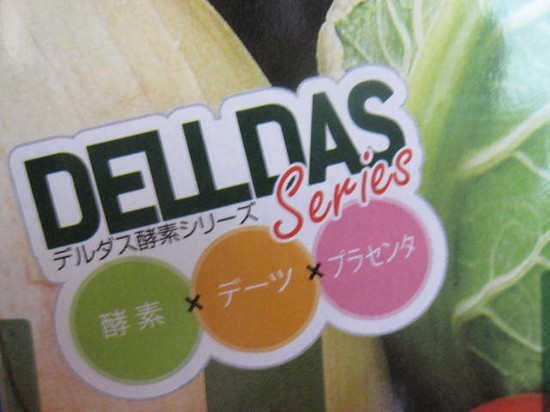 DELLDAS
Series
デルダス酵素シリーズ
酵素 × デーツ × プラセンタ